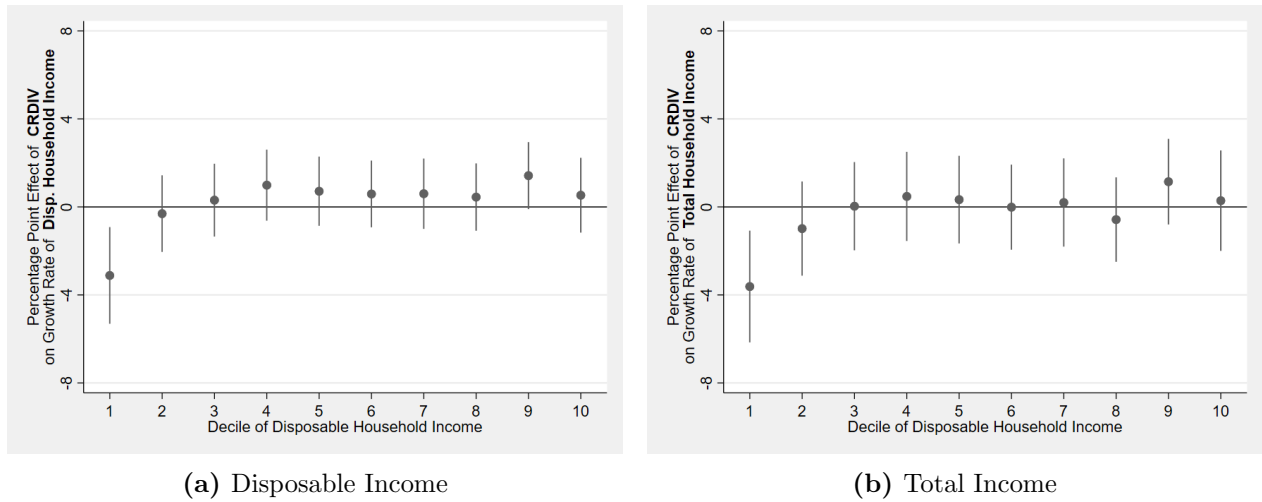 Percentage Point Effect of CRDIV
on Growth Rate of Disp. Household Income
8
4
0
-4
-8
1 2 3 4 5 6 7 8 9 10
Decile of Disposable Household Income
(a) Disposable Income
Percentage Point Effect of CRDIV
on Growth Rate of Total Household Income
8
4
0
-4
-8
1 2 3 4 5 6 7 8 9 10
Decile of Disposable Household Income
(b) Total Income